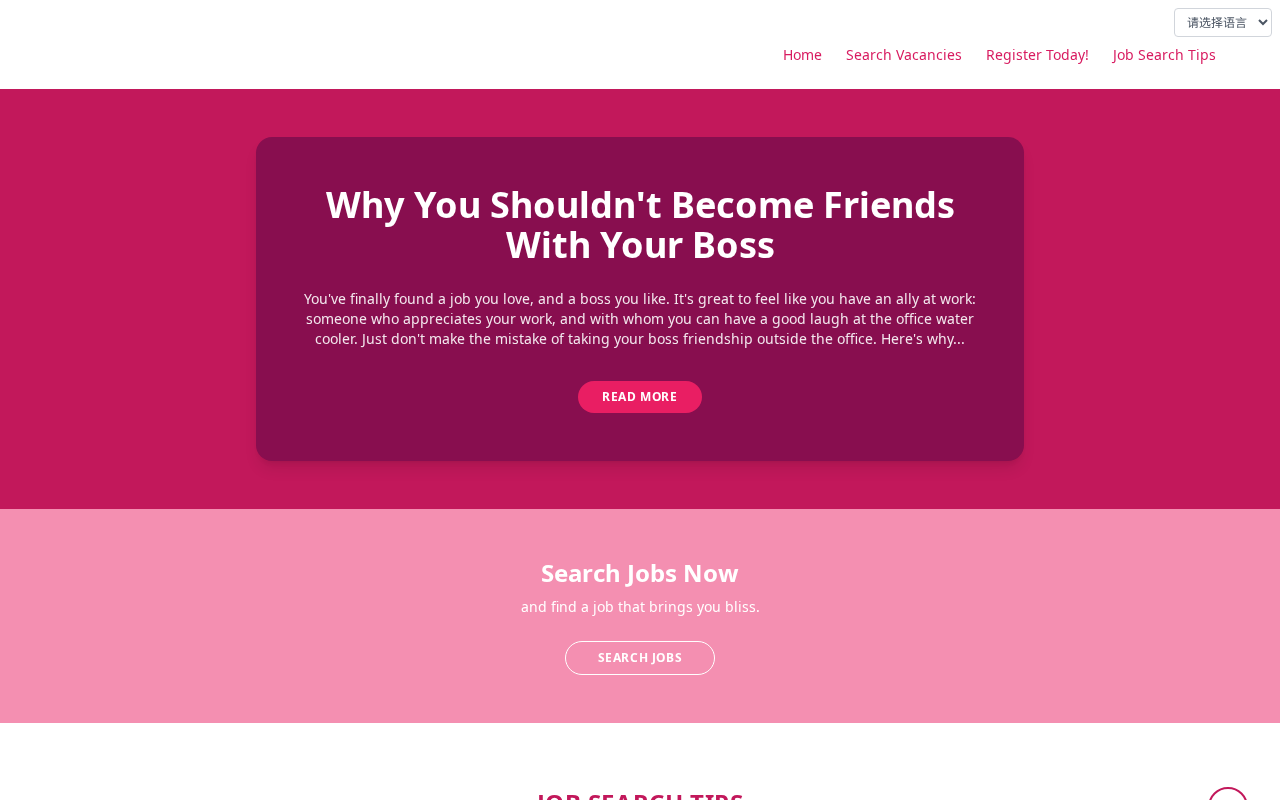 请选择语言
Home Search Vacancies Register Today! Job Search Tips
Why You Shouldn't Become Friends
With Your Boss
You've finally found a job you love, and a boss you like. It's great to feel like you have an ally at work:
someone who appreciates your work, and with whom you can have a good laugh at the office water
cooler. Just don't make the mistake of taking your boss friendship outside the office. Here's why...
READ MORE
Search Jobs Now
and find a job that brings you bliss.
SEARCH JOBS
JOB SEARCH TIPS